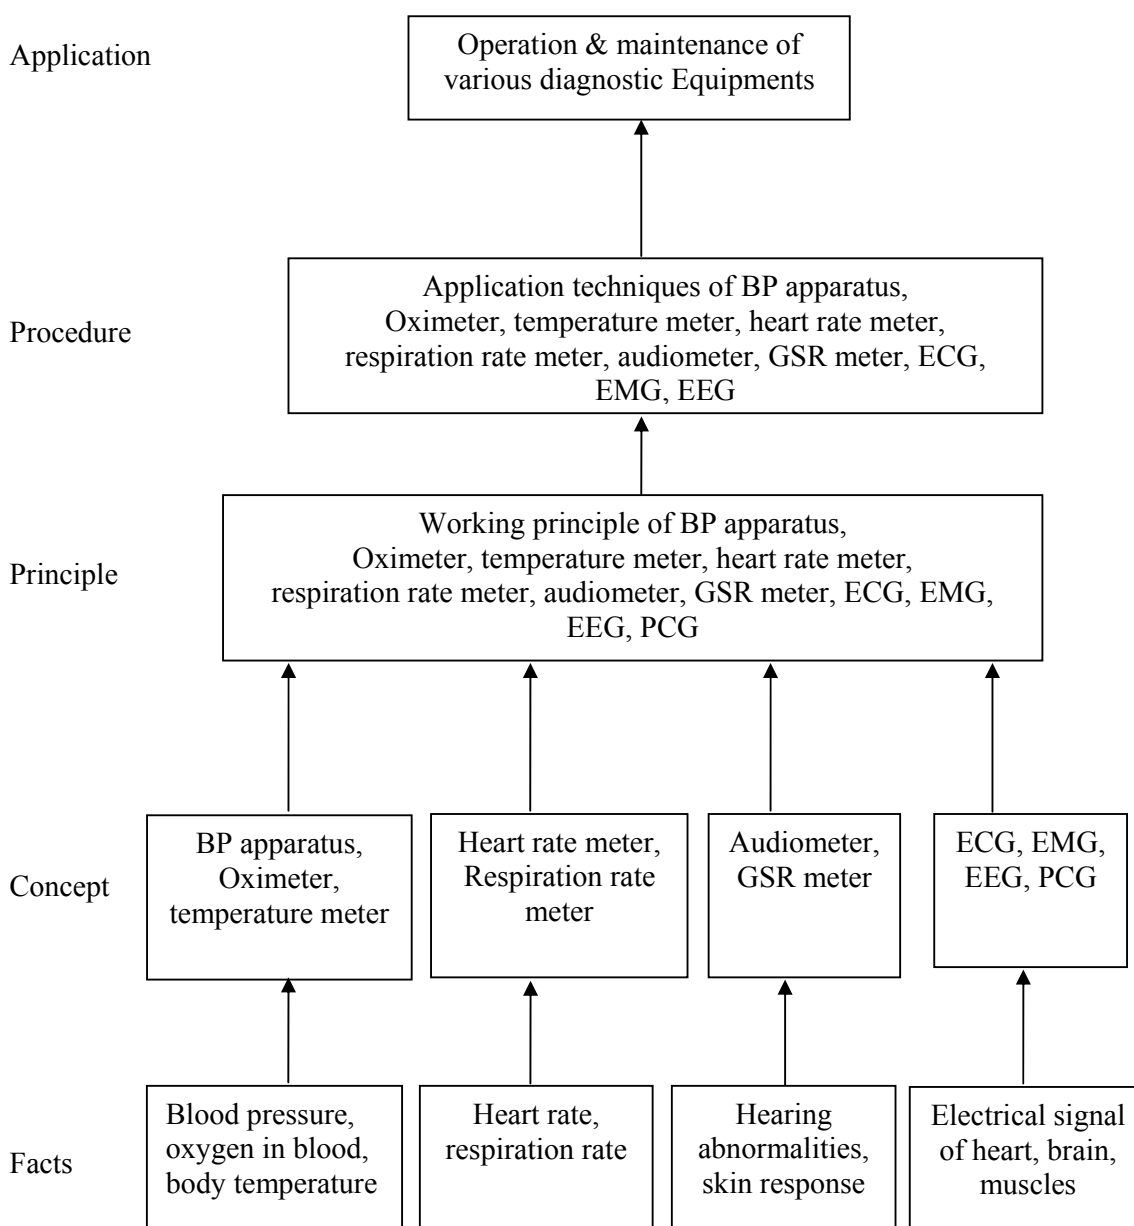 Application
Operation & maintenance of
various diagnostic Equipments
Procedure
Application techniques of BP apparatus,
Oximeter, temperature meter, heart rate meter,
respiration rate meter, audiometer, GSR meter, ECG,
EMG, EEG
Principle
Working principle of BP apparatus,
Oximeter, temperature meter, heart rate meter,
respiration rate meter, audiometer, GSR meter, ECG, EMG,
EEG, PCG
Concept
BP apparatus,
Oximeter,
temperature meter
Heart rate meter,
Respiration rate
meter
Audiometer,
GSR meter
ECG, EMG,
EEG, PCG
Facts
Blood pressure,
oxygen in blood,
body temperature
Heart rate,
respiration rate
Hearing
abnormalities,
skin response
Electrical signal
of heart, brain,
muscles